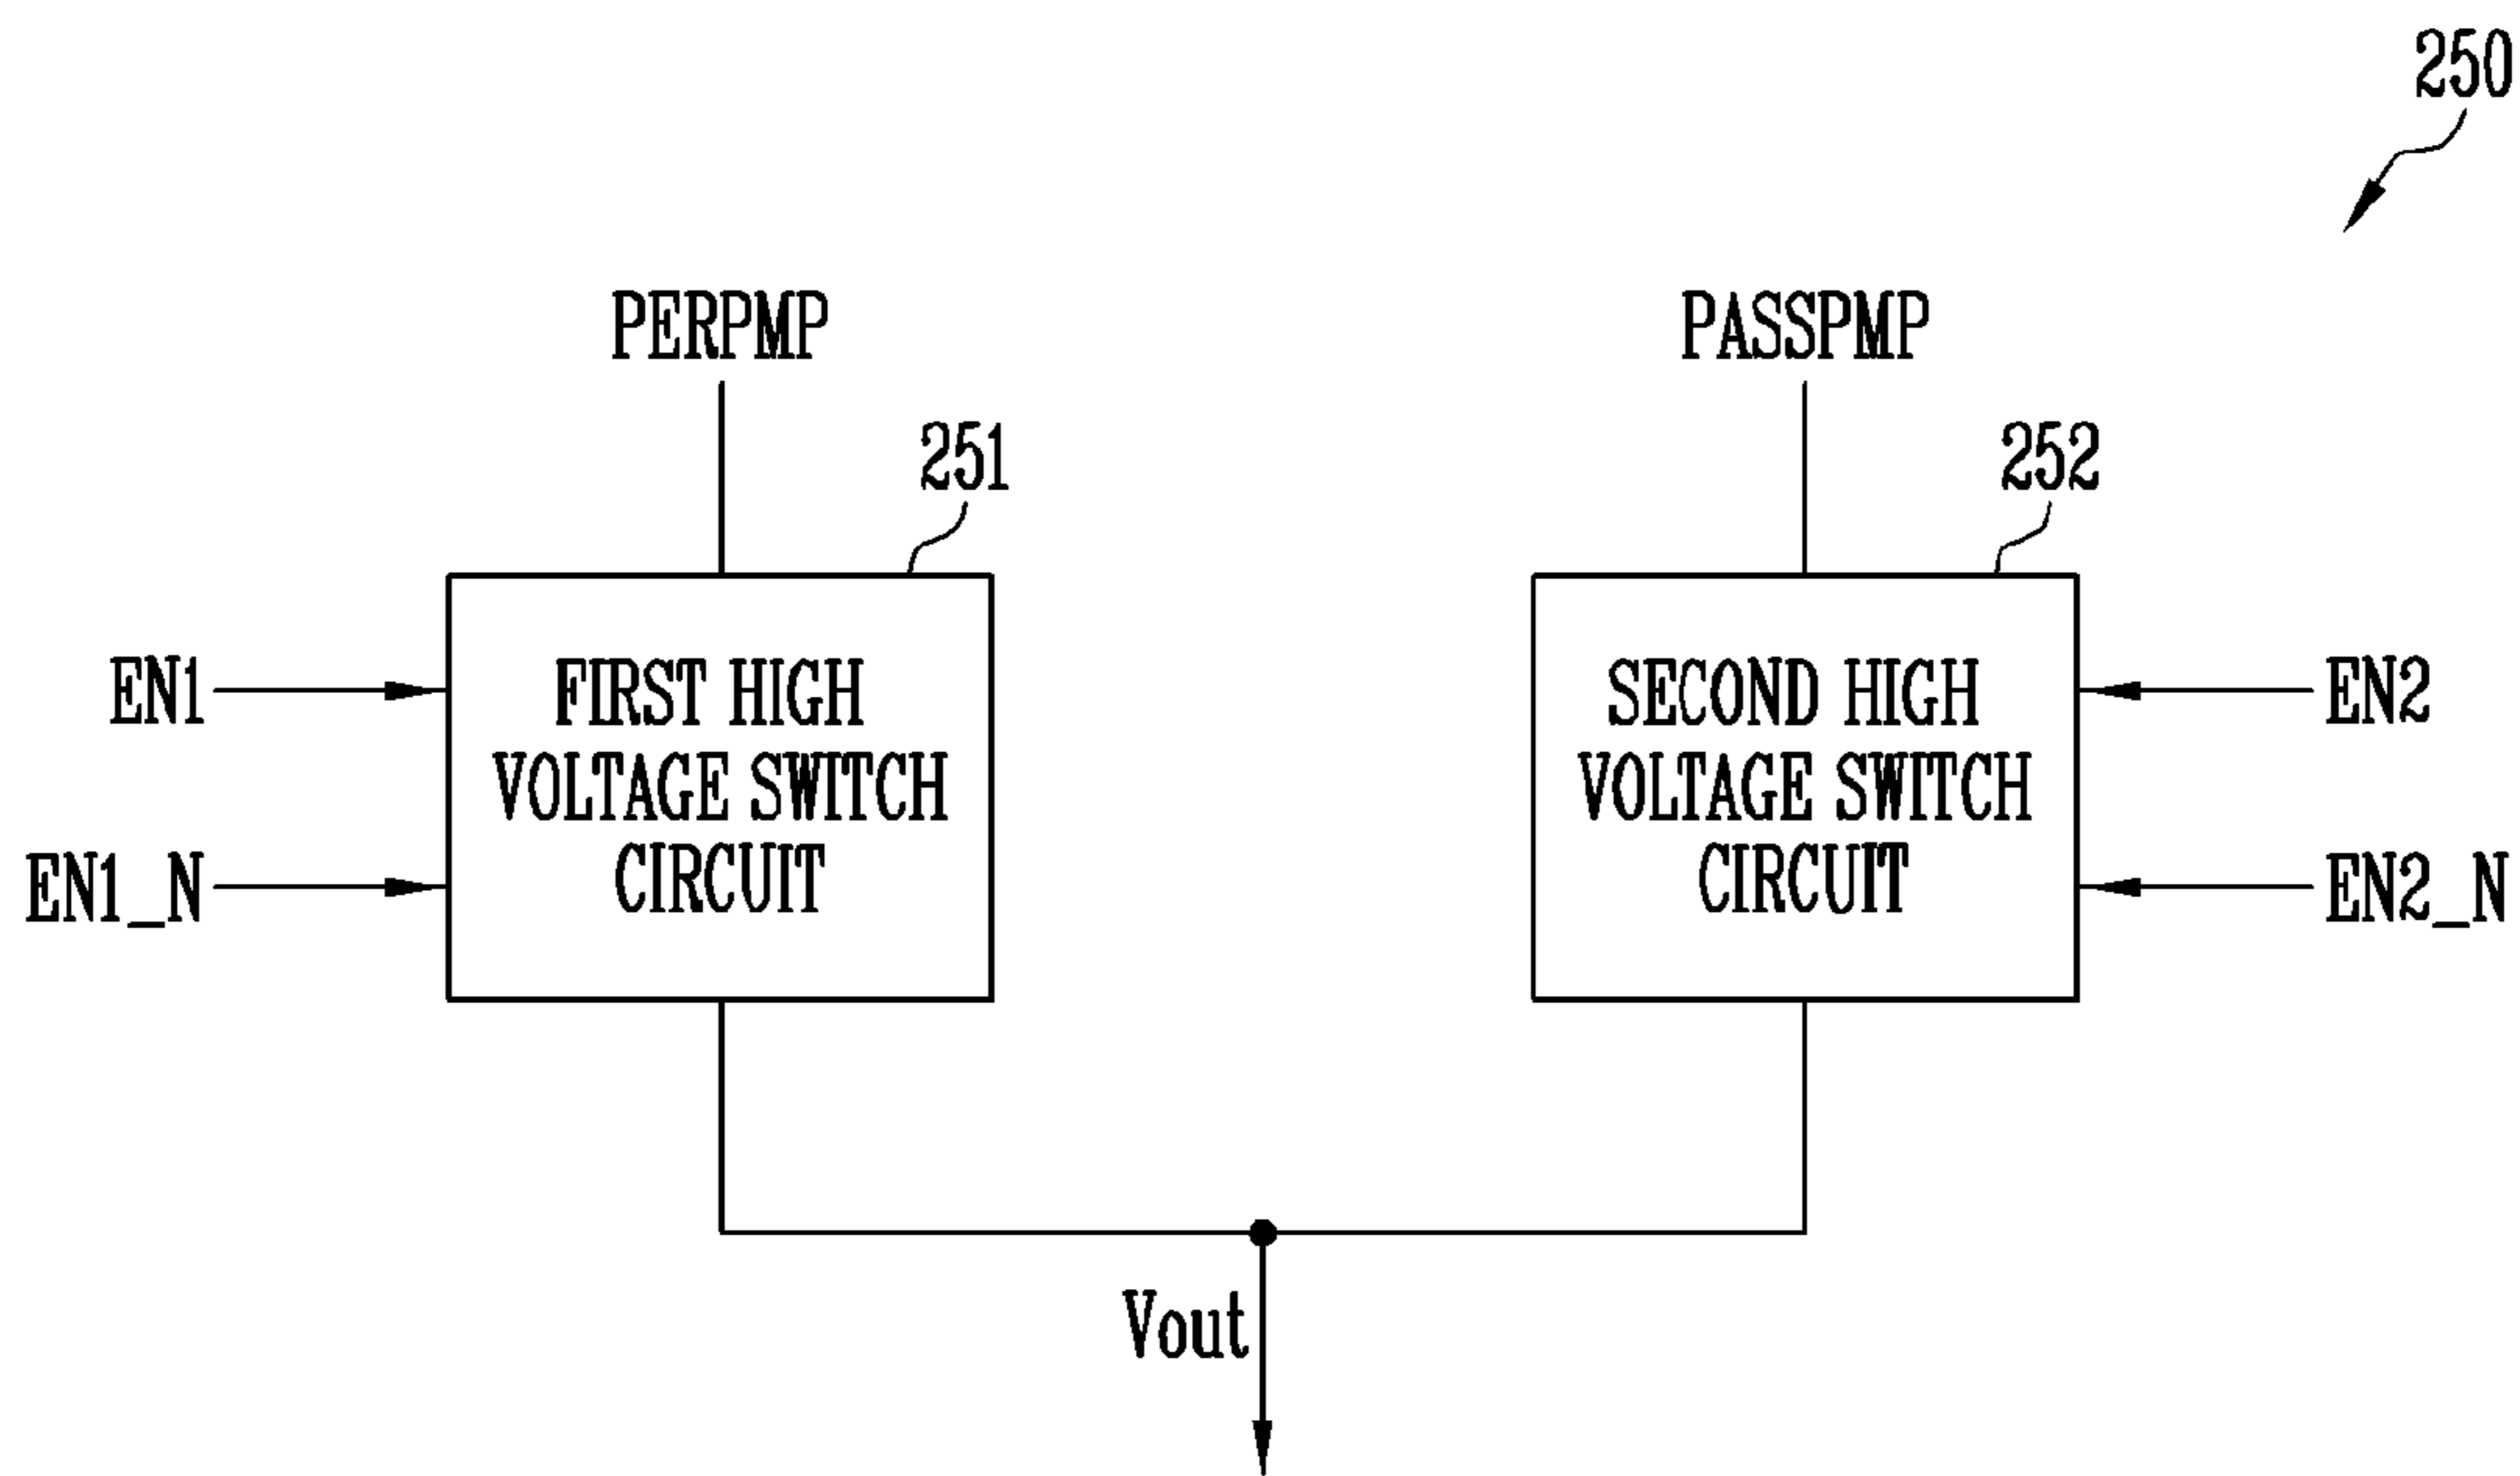 250
PERPMP
PASSPMP
251
252
EN1
FIRST HIGH
VOLTAGE SWITCH
CIRCUIT
EN1_N
SECOND HIGH
VOLTAGE SWITCH
CIRCUIT
EN2
EN2_N
Vout